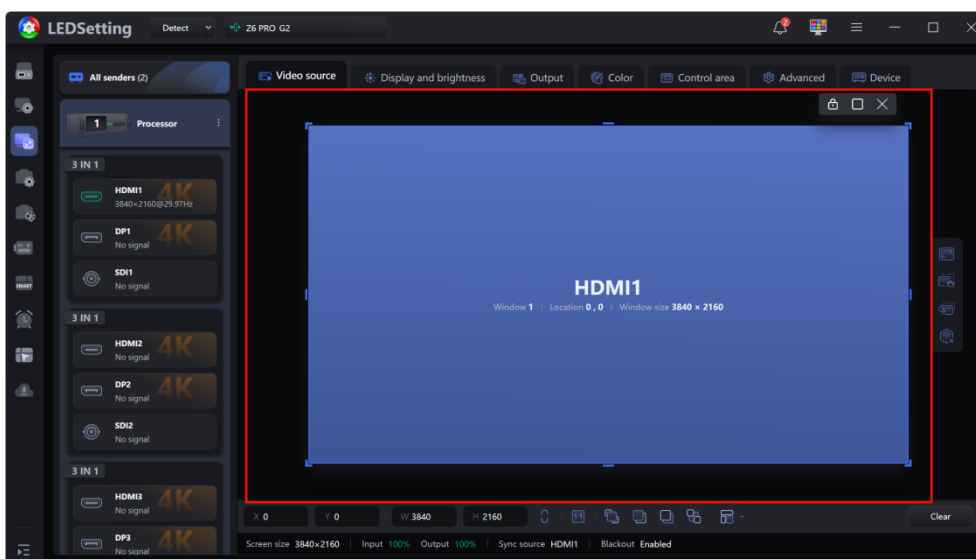 LEDSetting
Detect
Z6 PRO G2
2
All senders (2)
1
Processor
3 IN 1
HDMI1
3840×2160@29.97Hz
4K
DP1
No signal
4K
SDI1
No signal
3 IN 1
HDMI2
No signal
4K
DP2
No signal
4K
SDI2
No signal
3 IN 1
HDMI3
No signal
4K
DP3
No signal
4K
SMART
Video source
Display and brightness
Output
Color
Control area
Advanced
Device
HDMI1
Window 1 | Location 0 , 0 | Window size 3840 × 2160
X 0
Y 0
W 3840
H 2160
1:1
Clear
Screen size 3840×2160 | Input 100% Output 100% | Sync source HDMI1 | Blackout Enabled